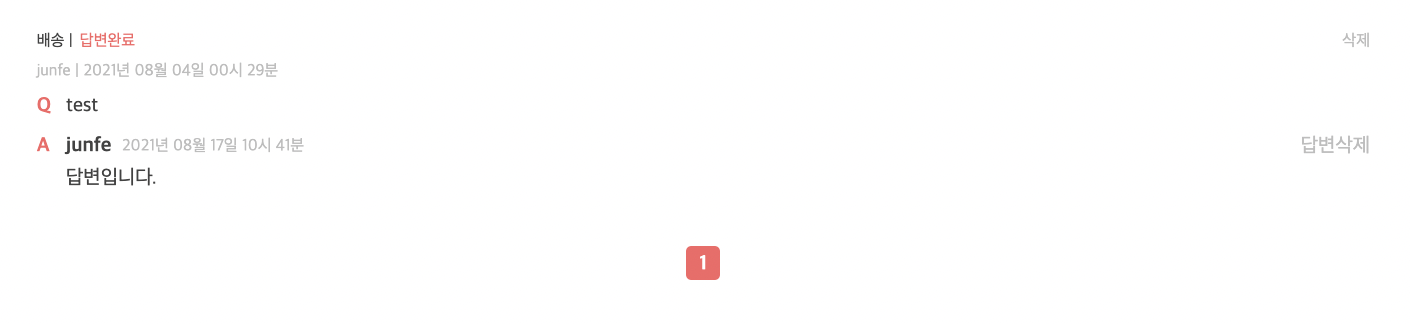 배송 | 답변완료 삭제
junfe | 2021년 08월 04일 00시 29분
Q test
A junfe 2021년 08월 17일 10시 41분 답변삭제
답변입니다.
1